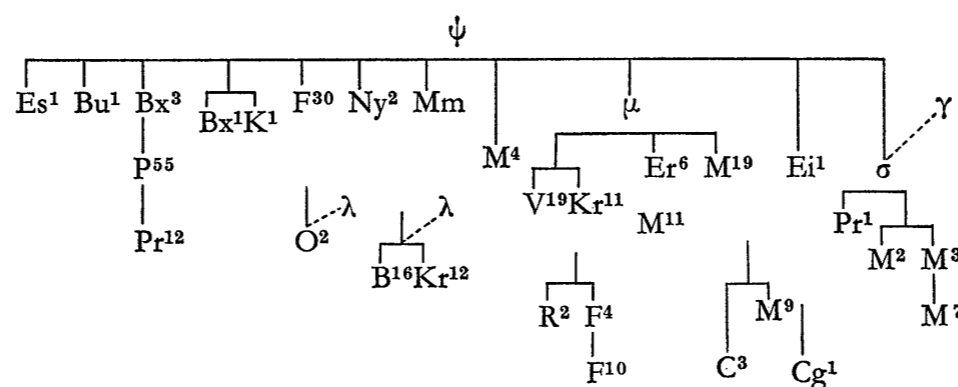 ψ
Es¹ Bu¹ Bx³ Bx¹K¹ F³⁰ Ny² Mm μ γ
P⁵⁵ M⁴ Er⁶ M¹⁹ Ei¹ σ
V¹⁹Kr¹¹ λ M¹¹ Pr¹
Pr¹² O² λ
B¹⁶Kr¹² M² M³
R² F⁴ M⁹ M⁷
F¹⁰ C³ Cg¹